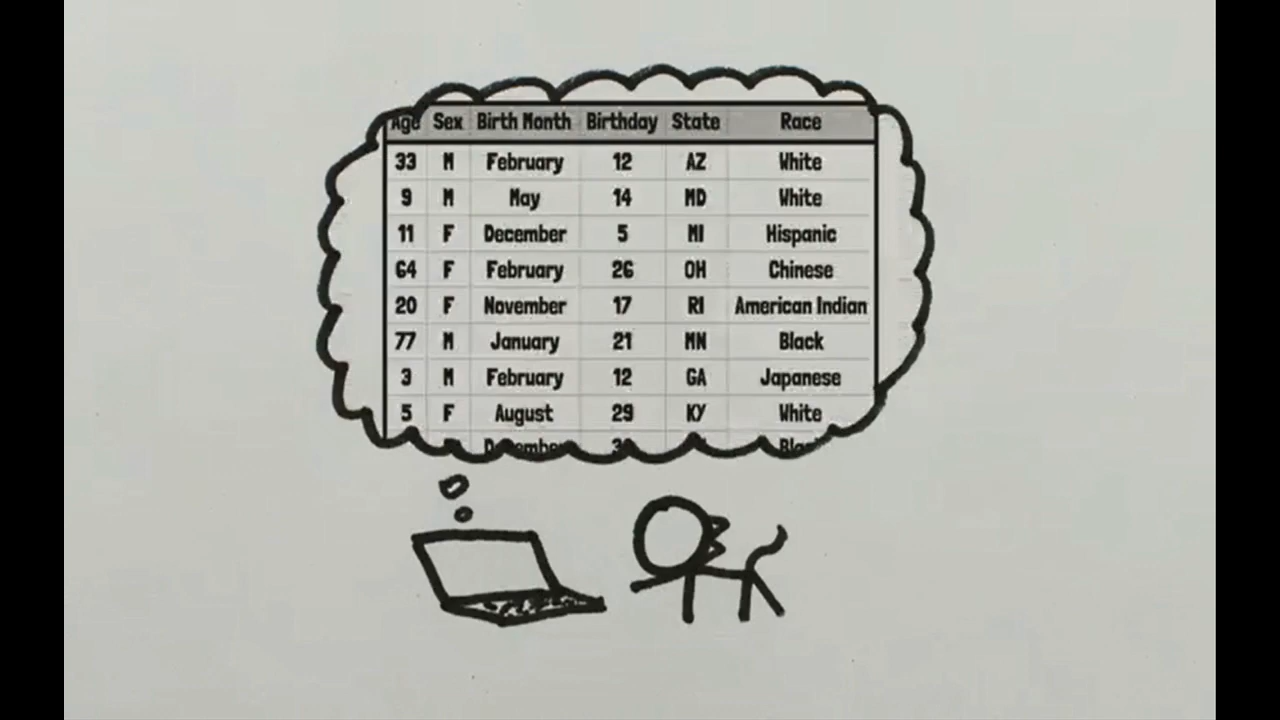 Age Sex Birth Month Birthday State Race
33 M February 12 AZ White
9 M May 14 MD White
11 F December 5 MI Hispanic
64 F February 26 OH Chinese
20 F November 17 RI American Indian
77 M January 21 MN Black
3 M February 12 GA Japanese
5 F August 29 KY White